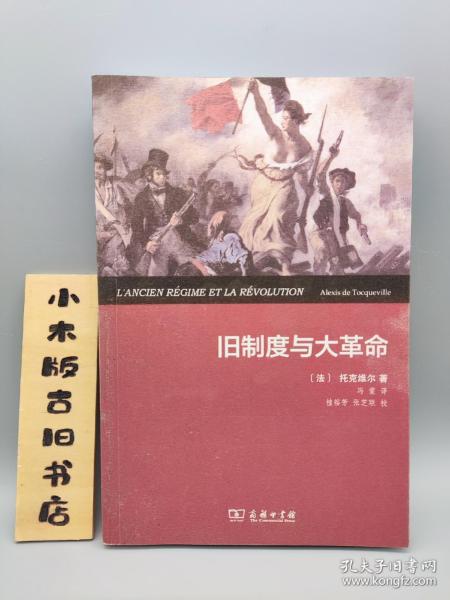 L'ANCIEN RÉGIME ET LA RÉVOLUTION Alexis de Tocqueville
旧制度与大革命
〔法〕 托克维尔 著
冯棠 译
桂裕芳 张芝联 校
商务印书馆
The Commercial Press
小木版古旧书店
孔夫子旧书网
www.kongfz.com